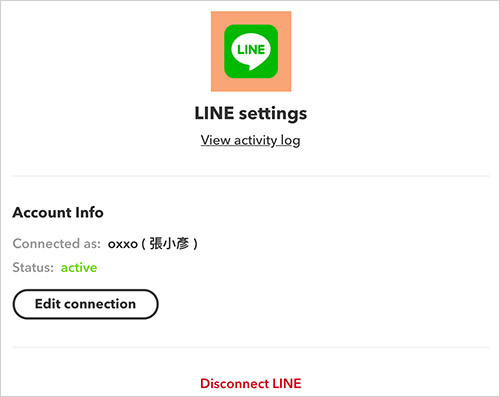 LINE
LINE settings
View activity log
Account Info
Connected as: oxxo ( 張小彥 )
Status: active
Edit connection
Disconnect LINE